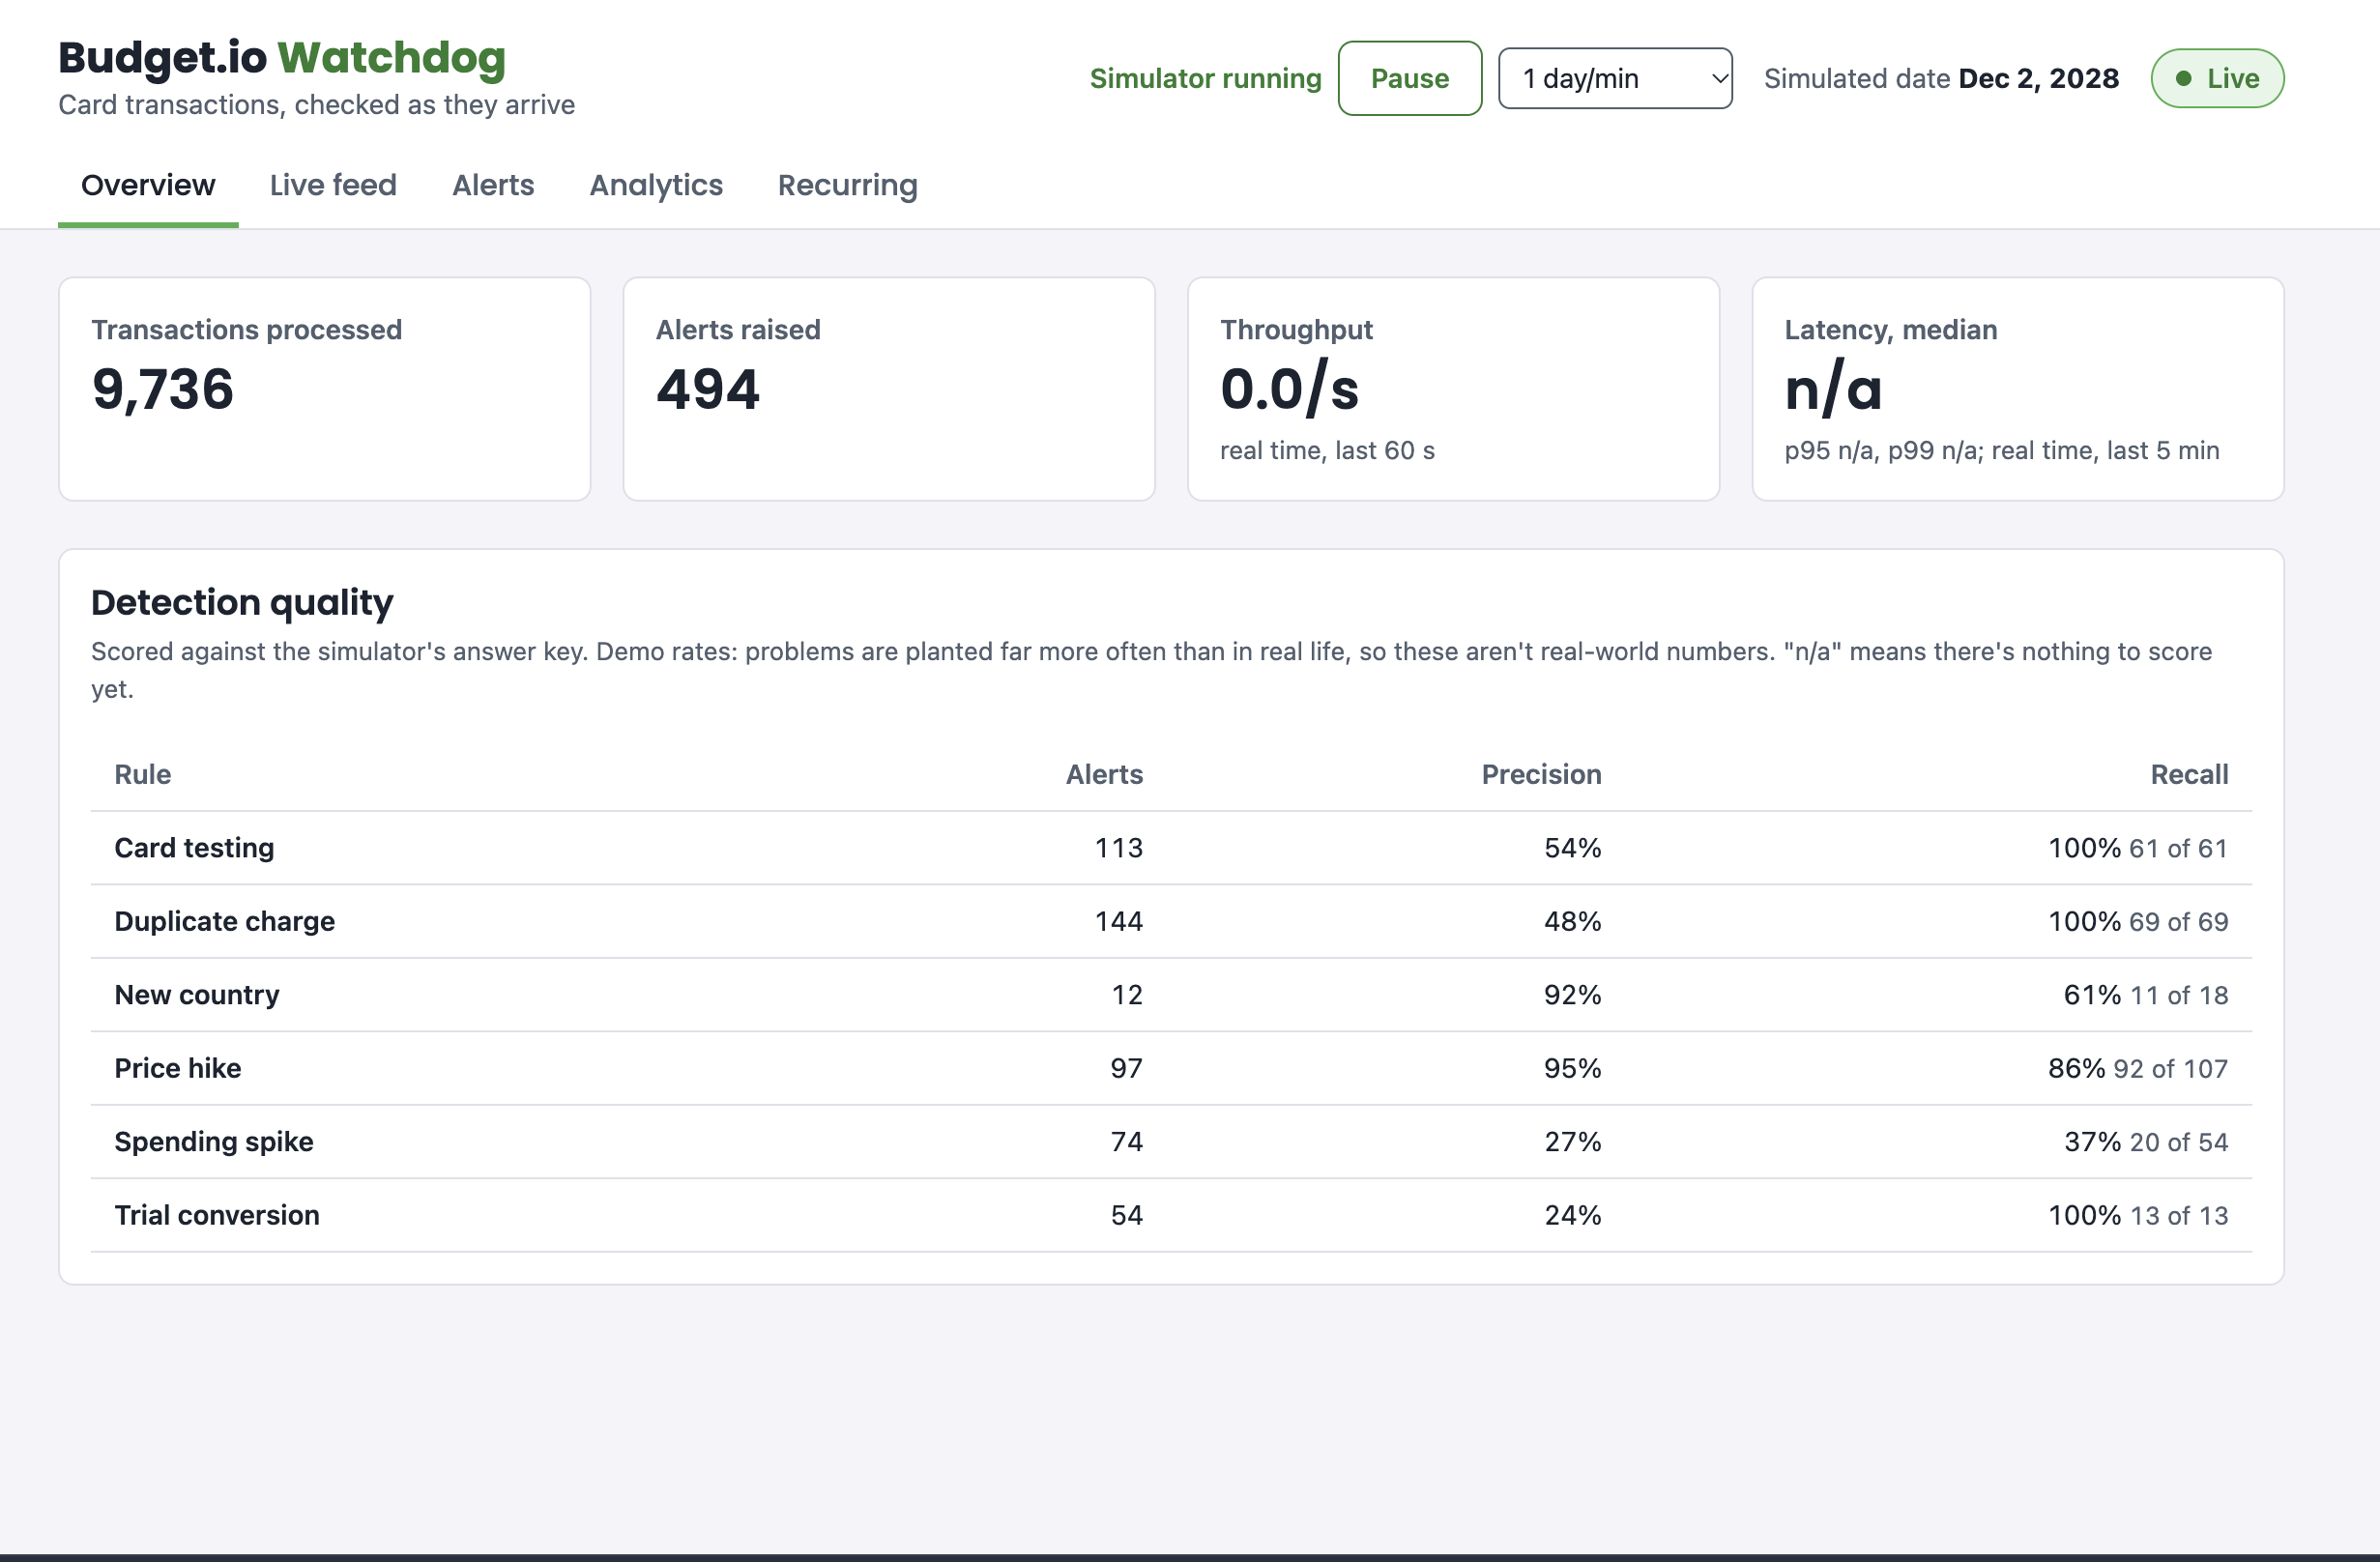 Budget.io Watchdog
Card transactions, checked as they arrive
Simulator running Pause 1 day/min Simulated date Dec 2, 2028 Live
Overview Live feed Alerts Analytics Recurring
Transactions processed
9,736
Alerts raised
494
Throughput
0.0/s
real time, last 60 s
Latency, median
n/a
p95 n/a, p99 n/a; real time, last 5 min
Detection quality
Scored against the simulator's answer key. Demo rates: problems are planted far more often than in real life, so these aren't real-world numbers. "n/a" means there's nothing to score
yet.
Rule Alerts Precision Recall
Card testing 113 54% 100% 61 of 61
Duplicate charge 144 48% 100% 69 of 69
New country 12 92% 61% 11 of 18
Price hike 97 95% 86% 92 of 107
Spending spike 74 27% 37% 20 of 54
Trial conversion 54 24% 100% 13 of 13